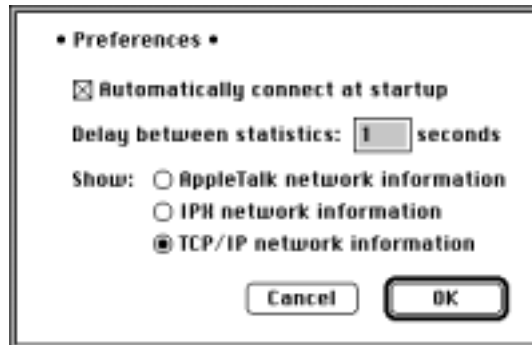 • Preferences •
Automatically connect at startup
Delay between statistics: 1 seconds
Show: AppleTalk network information
IPX network information
TCP/IP network information
Cancel OK